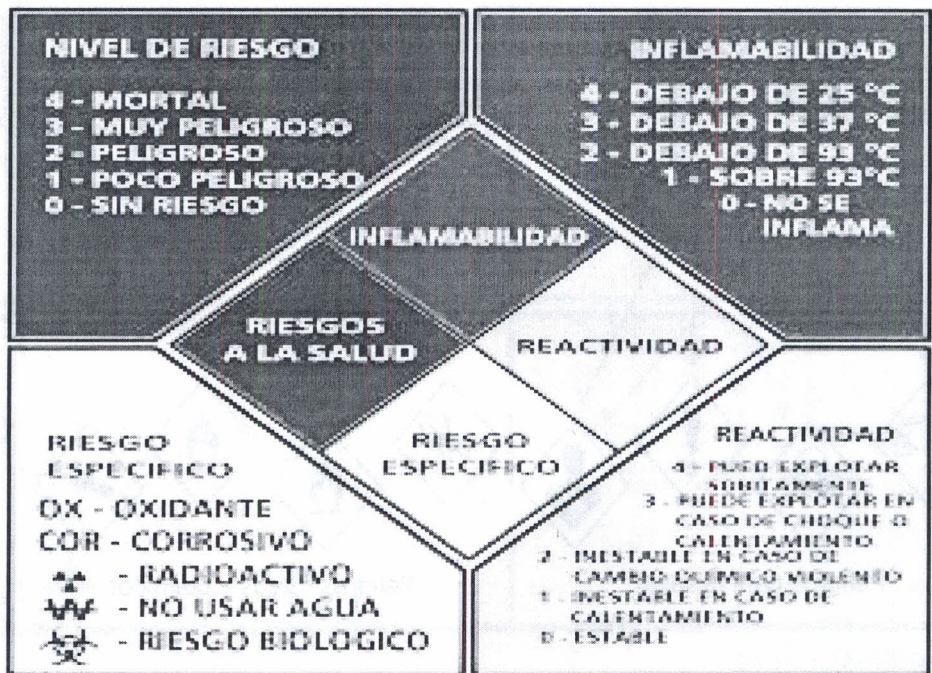 NIVEL DE RIESGO
4 - MORTAL
3 - MUY PELIGROSO
2 - PELIGROSO
1 - POCO PELIGROSO
0 - SIN RIESGO
INFLAMABILIDAD
4 - DEBAJO DE 25 °C
3 - DEBAJO DE 37 °C
2 - DEBAJO DE 93 °C
1 - SOBRE 93°C
0 - NO SE
INFLAMA
INFLAMABILIDAD
RIESGOS
A LA SALUD
REACTIVIDAD
RIESGO
ESPECIFICO
RIESGO
ESPECIFICO
OX - OXIDANTE
COR - CORROSIVO
- RADIOACTIVO
W - NO USAR AGUA
- RIESGO BIOLOGICO
REACTIVIDAD
4 - PUED EXPLOTAR
SUBITAMENTE
3 - PUEDE EXPLOTAR EN
CASO DE CHOQUE O
CALENTAMIENTO
2 - INESTABLE EN CASO DE
CAMBIO QUIMICO VIOLENTO
1 - INESTABLE EN CASO DE
CALENTAMIENTO
0 - ESTABLE